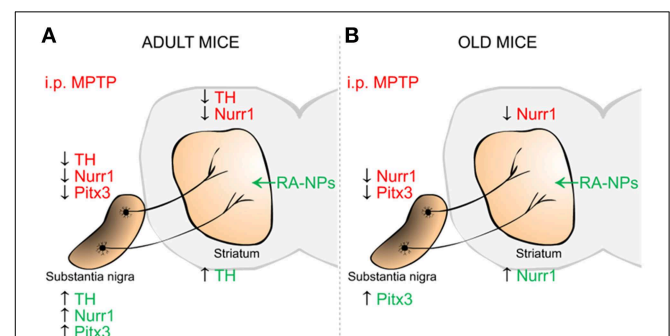 A
ADULT MICE
i.p. MPTP
↓ TH
↓ Nurr1
↓ TH
↓ Nurr1
↓ Pitx3
←RA-NPs
Striatum
Substantia nigra
↑ TH
↑ TH
↑ Nurr1
↑ Pitx3
B
OLD MICE
i.p. MPTP
↓ Nurr1
↓ Nurr1
↓ Pitx3
←RA-NPs
Striatum
Substantia nigra
↑ Nurr1
↑ Pitx3